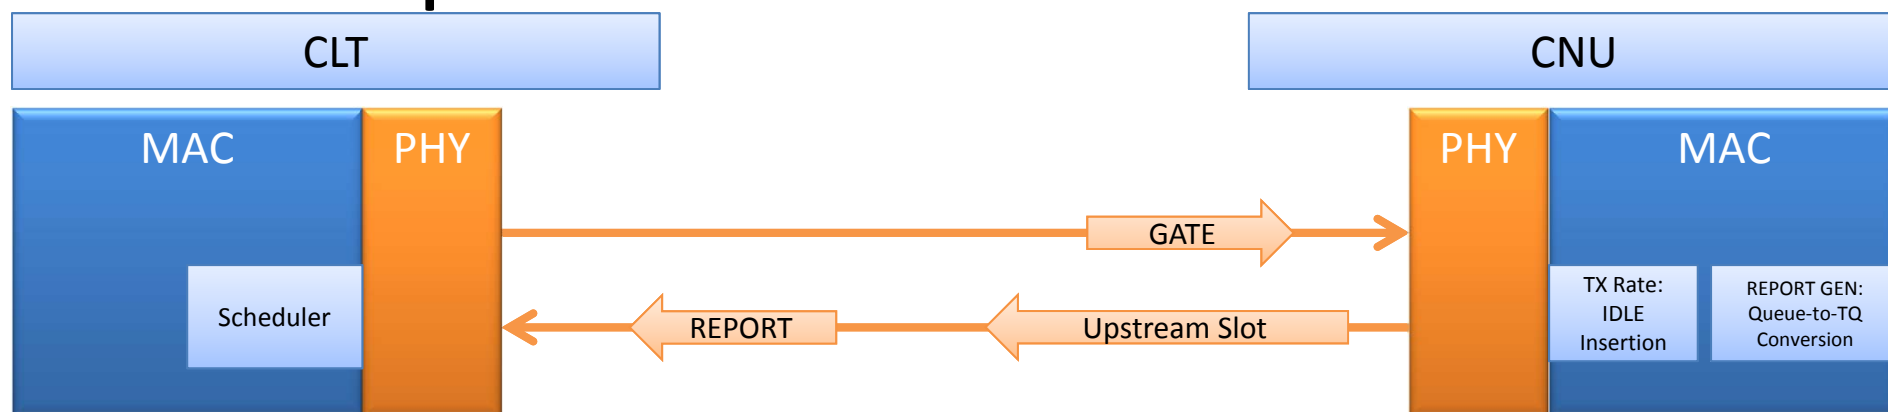 CLT
CNU
MAC
PHY
PHY
MAC
GATE
Scheduler
REPORT
Upstream Slot
TX Rate:
IDLE
Insertion
REPORT GEN:
Queue-to-TQ
Conversion